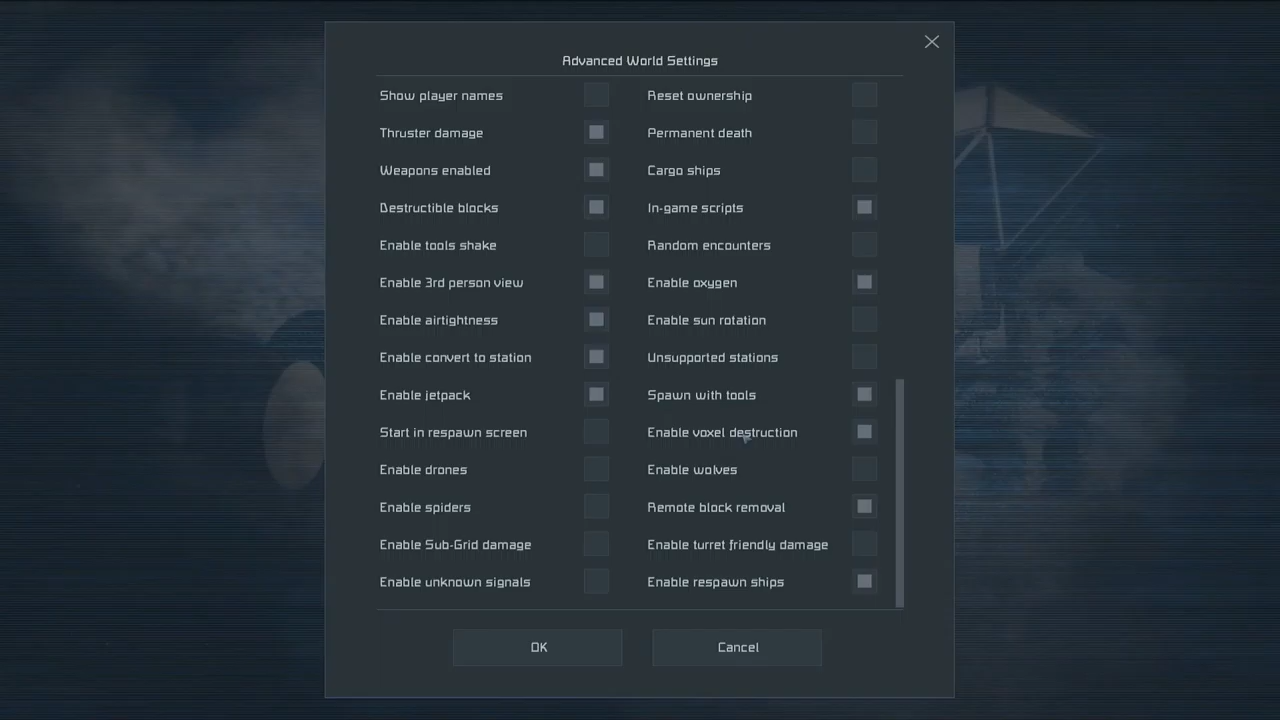 Advanced World Settings
Show player names Reset ownership
Thruster damage Permanent death
Weapons enabled Cargo ships
Destructible blocks In-game scripts
Enable tools shake Random encounters
Enable 3rd person view Enable oxygen
Enable airtightness Enable sun rotation
Enable convert to station Unsupported stations
Enable jetpack Spawn with tools
Start in respawn screen Enable voxel destruction
Enable drones Enable wolves
Enable spiders Remote block removal
Enable Sub-Grid damage Enable turret friendly damage
Enable unknown signals Enable respawn ships
OK Cancel